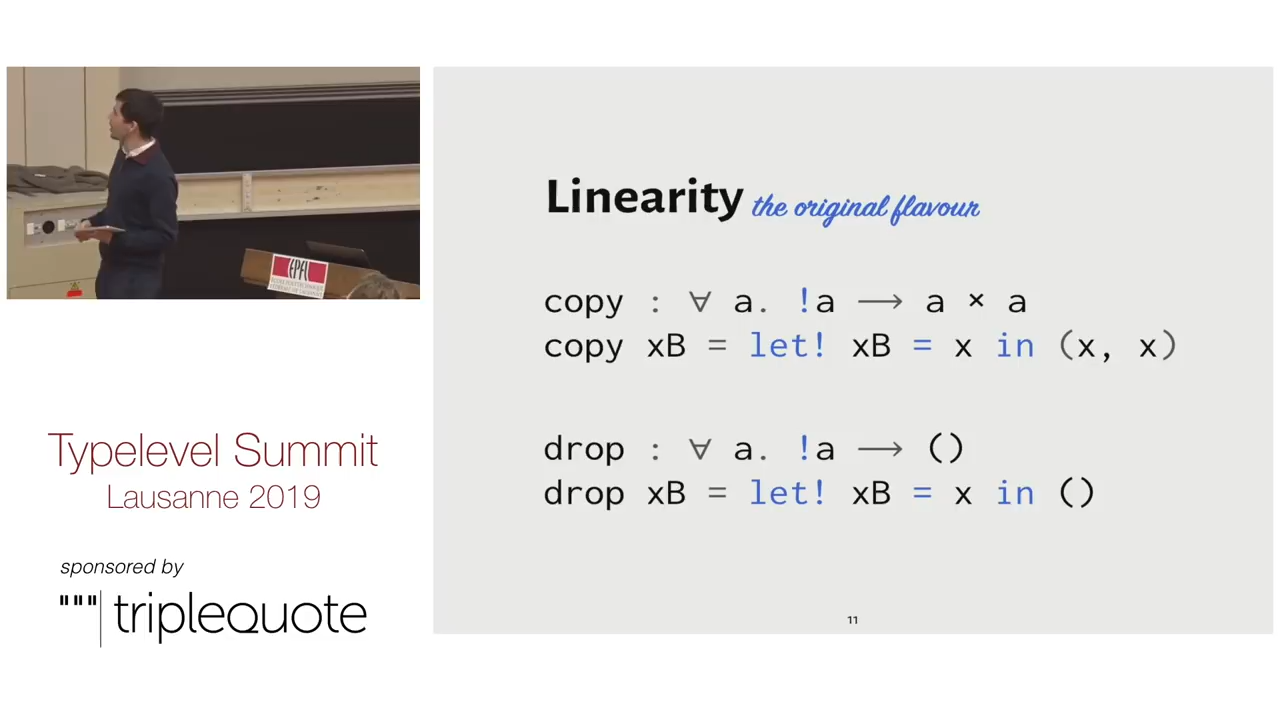 EPFL
Linearity the original flavour
copy : ∀ a. !a ⟶ a × a
copy xB = let! xB = x in (x, x)
drop : ∀ a. !a ⟶ ()
drop xB = let! xB = x in ()
11
Typelevel Summit
Lausanne 2019
sponsored by
"""|triplequote